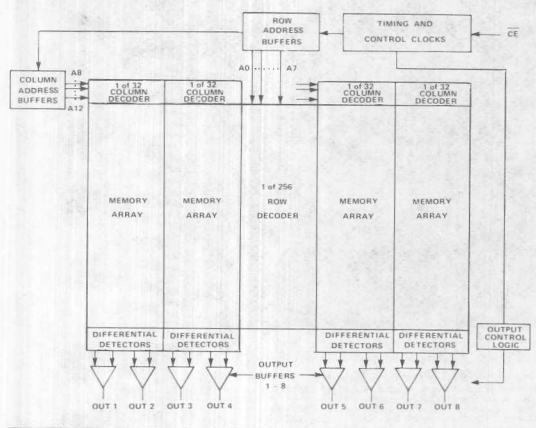 ROW
ADDRESS
BUFFERS
TIMING AND
CONTROL CLOCKS
CE
COLUMN
ADDRESS
BUFFERS
A8
A12
A0 ...... A7
1 of 32
COLUMN
DECODER
1 of 32
COLUMN
DECODER
1 of 32
COLUMN
DECODER
1 of 32
COLUMN
DECODER
MEMORY
ARRAY
MEMORY
ARRAY
1 of 256
ROW
DECODER
MEMORY
ARRAY
MEMORY
ARRAY
DIFFERENTIAL
DETECTORS
DIFFERENTIAL
DETECTORS
DIFFERENTIAL
DETECTORS
DIFFERENTIAL
DETECTORS
OUTPUT
CONTROL
LOGIC
OUTPUT
BUFFERS
1 - 8
OUT 1
OUT 2
OUT 3
OUT 4
OUT 5
OUT 6
OUT 7
OUT 8